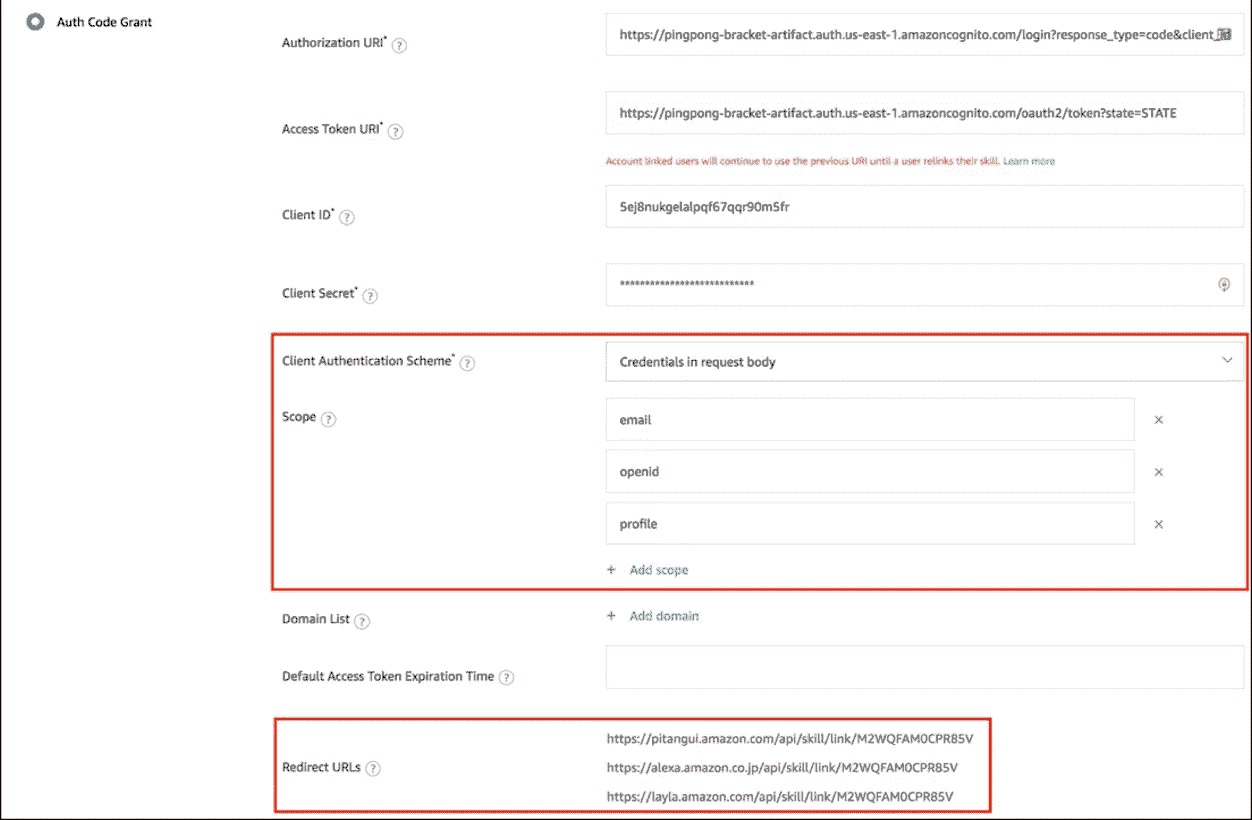 Auth Code Grant
Authorization URI* ?
https://pingpong-bracket-artifact.auth.us-east-1.amazoncognito.com/login?response_type=code&client_
Access Token URI* ?
https://pingpong-bracket-artifact.auth.us-east-1.amazoncognito.com/oauth2/token?state=STATE
Account linked users will continue to use the previous URI until a user relinks their skill. Learn more
Client ID* ?
5ej8nukgelalpqf67qqr90m5fr
Client Secret* ?
***************************
Client Authentication Scheme* ?
Credentials in request body
Scope ?
email
openid
profile
+ Add scope
Domain List ?
+ Add domain
Default Access Token Expiration Time ?
Redirect URLs ?
https://pitangui.amazon.com/api/skill/link/M2WQFAM0CPR85V
https://alexa.amazon.co.jp/api/skill/link/M2WQFAM0CPR85V
https://layla.amazon.com/api/skill/link/M2WQFAM0CPR85V